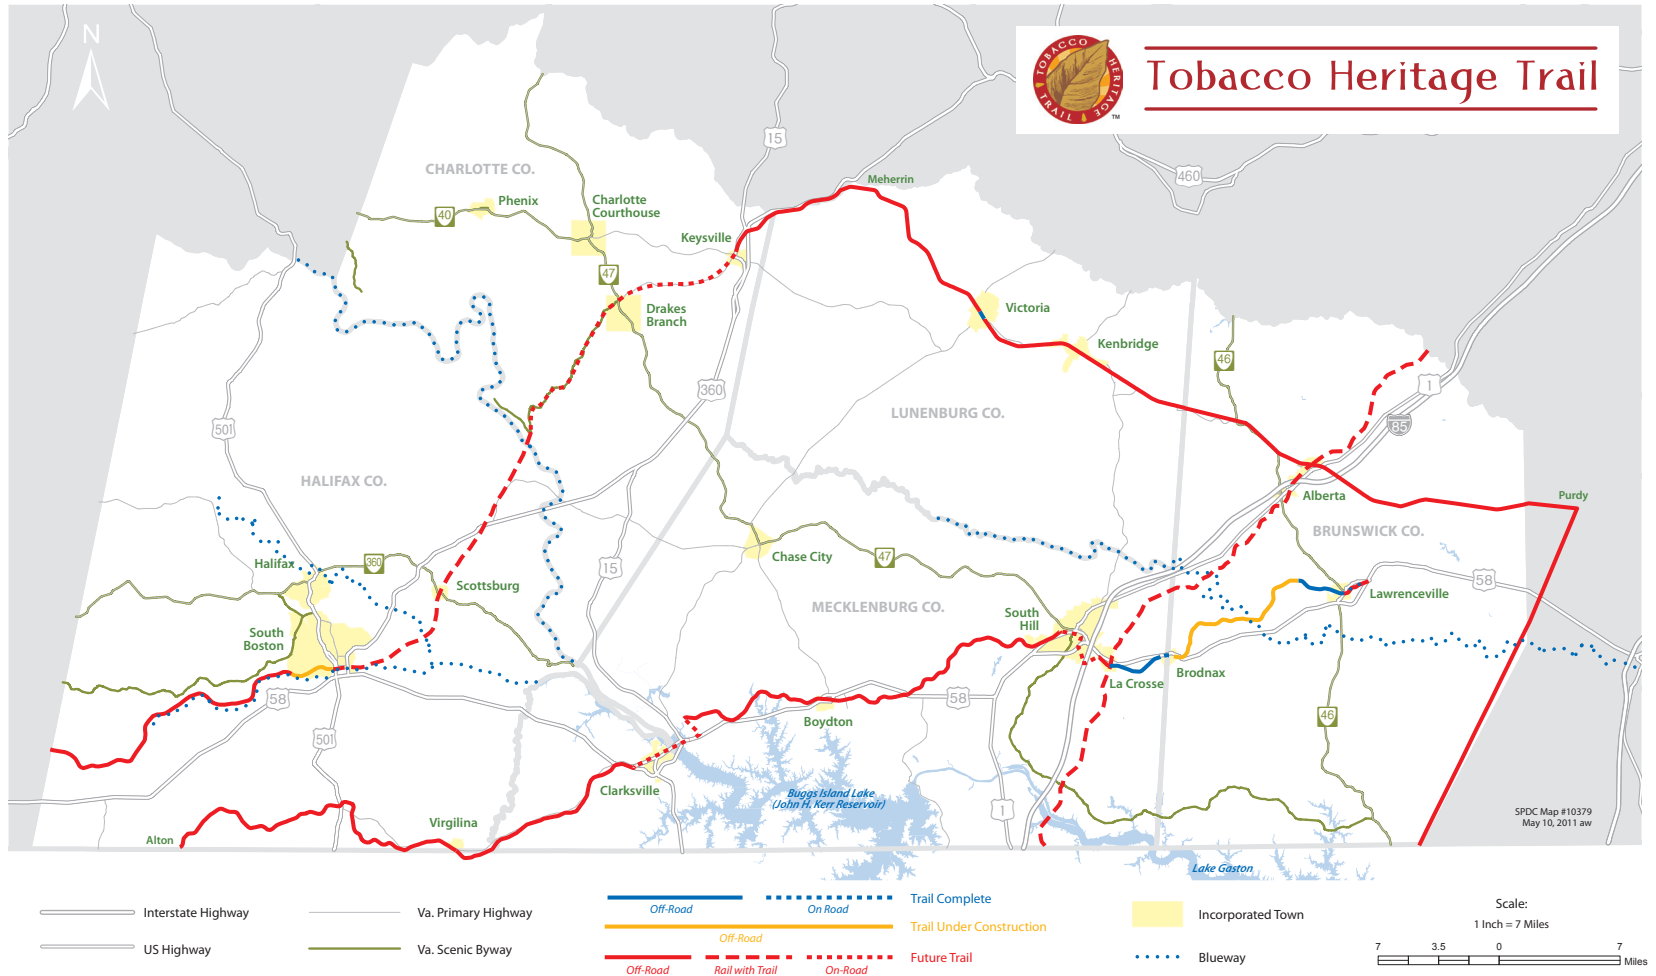 N
TOBACCO HERITAGE TRAIL
TM
Tobacco Heritage Trail
15
460
CHARLOTTE CO.
Meherrin
Phenix
Charlotte
Courthouse
40
Keysville
47
Drakes
Branch
Victoria
Kenbridge
46
1
360
LUNENBURG CO.
85
501
HALIFAX CO.
Alberta
Purdy
BRUNSWICK CO.
Chase City
47
Halifax
360
15
58
Scottsburg
Lawrenceville
MECKLENBURG CO.
South
Hill
South
Boston
Brodnax
La Crosse
58
58
46
Boydton
501
Clarksville
Buggs Island Lake
(John H. Kerr Reservoir)
1
SPDC Map #10379
May 10, 2011 aw
Virgilina
Alton
Lake Gaston
Interstate Highway
US Highway
Va. Primary Highway
Va. Scenic Byway
Off-Road
On Road
Trail Complete
Off-Road
Trail Under Construction
Off-Road
Rail with Trail
On-Road
Future Trail
Incorporated Town
Blueway
Scale:
1 Inch = 7 Miles
7 3.5 0 7
Miles